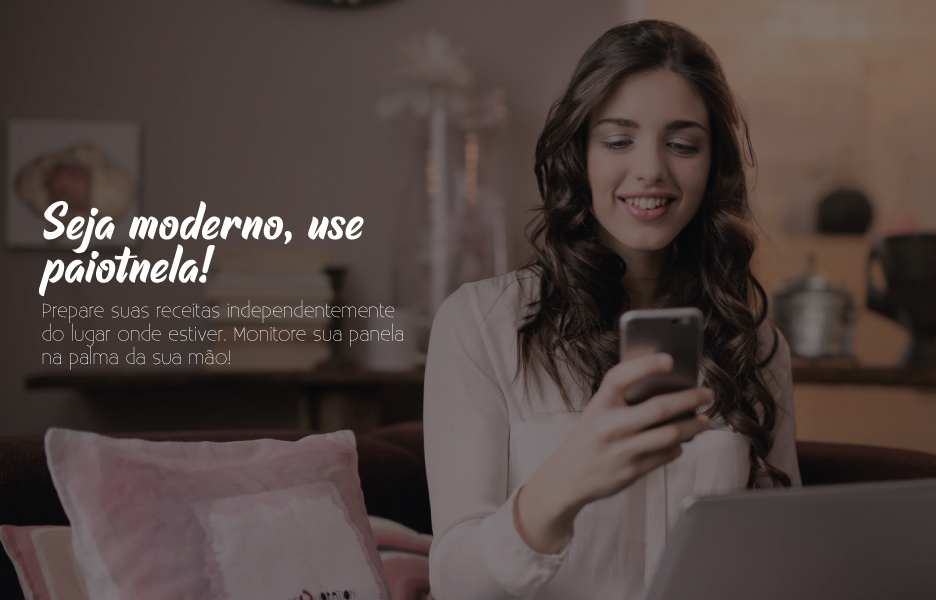 Seja moderno, use
paiotnela!
Prepare suas receitas independentemente
do lugar onde estiver. Monitore sua panela
na palma da sua mão!